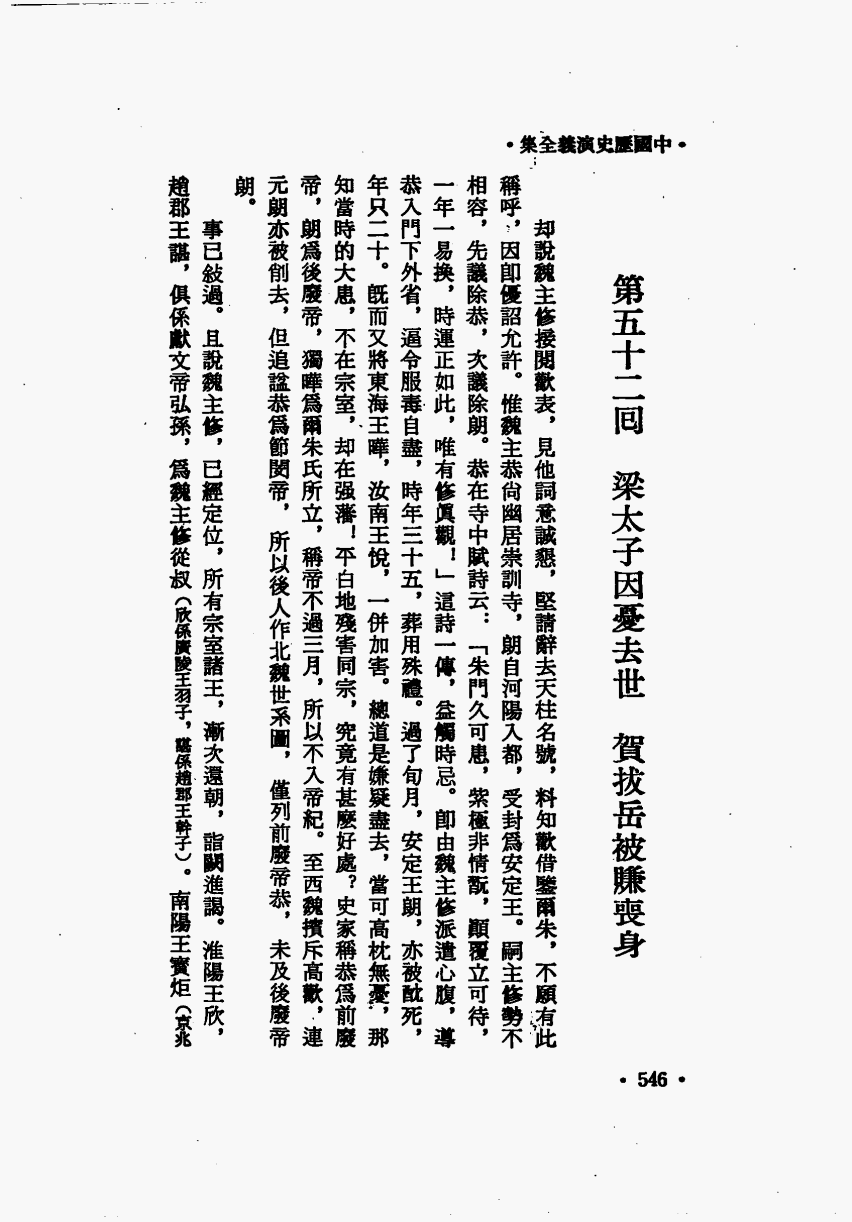 ·中國歷史演義全集·
第五十二回　梁太子因憂去世　賀拔岳被賺喪身
却說魏主修接閱歡表，見他詞意誠懇，堅請辭去天柱名號，料知歡借鑒爾朱，不願有此
稱呼，因卽優詔允許。惟魏主恭尙幽居崇訓寺，朗自河陽入都，受封爲安定王。嗣主修勢不
相容，先議除恭，次議除朗。恭在寺中賦詩云：「朱門久可患，紫極非情翫，顚覆立可待，
一年一易換，時運正如此，唯有修眞觀！」這詩一傳，益觸時忌。卽由魏主修派遣心腹，導
恭入門下外省，逼令服毒自盡，時年三十五，葬用殊禮。過了旬月，安定王朗，亦被酖死，
年只二十。旣而又將東海王曄，汝南王悅，一併加害。總道是嫌疑盡去，當可高枕無憂，那
知當時的大患，不在宗室，却在强藩！平白地殘害同宗，究竟有甚麼好處？史家稱恭爲前廢
帝，朗爲後廢帝，獨曄爲爾朱氏所立，稱帝不過三月，所以不入帝紀。至西魏擯斥高歡，連
元朗亦被削去，但追諡恭爲節閔帝，所以後人作北魏世系圖，僅列前廢帝恭，未及後廢帝
朗。
事已敍過。且說魏主修，已經定位，所有宗室諸王，漸次還朝，詣闕進謁。淮陽王欣，
趙郡王諶，俱係獻文帝弘孫，爲魏主修從叔（欣係廣陵王羽子，諶係趙郡王幹子）。南陽王寶炬（京兆
·546·